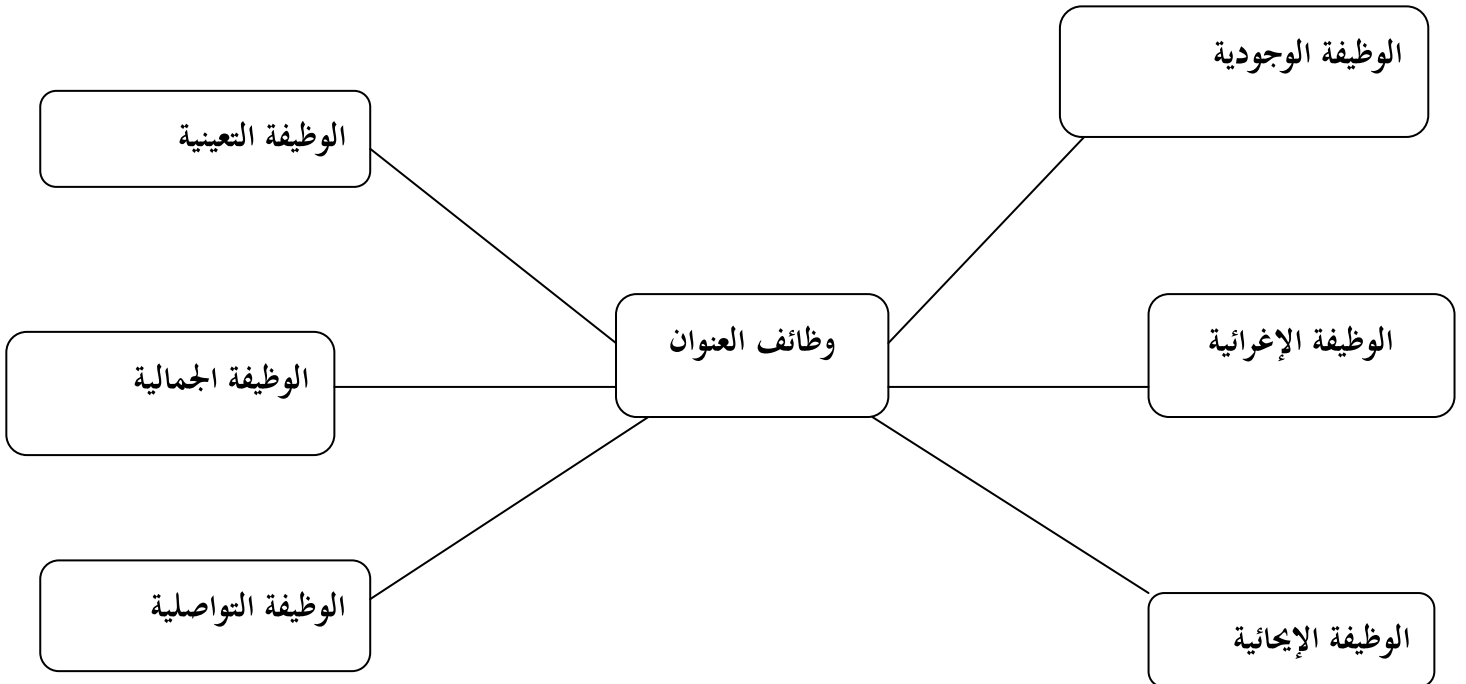 الوظيفة الوجودية
الوظيفة التعينية
وظائف العنوان
الوظيفة الإغرائية
الوظيفة الجمالية
الوظيفة التواصلية
الوظيفة الإيحائية